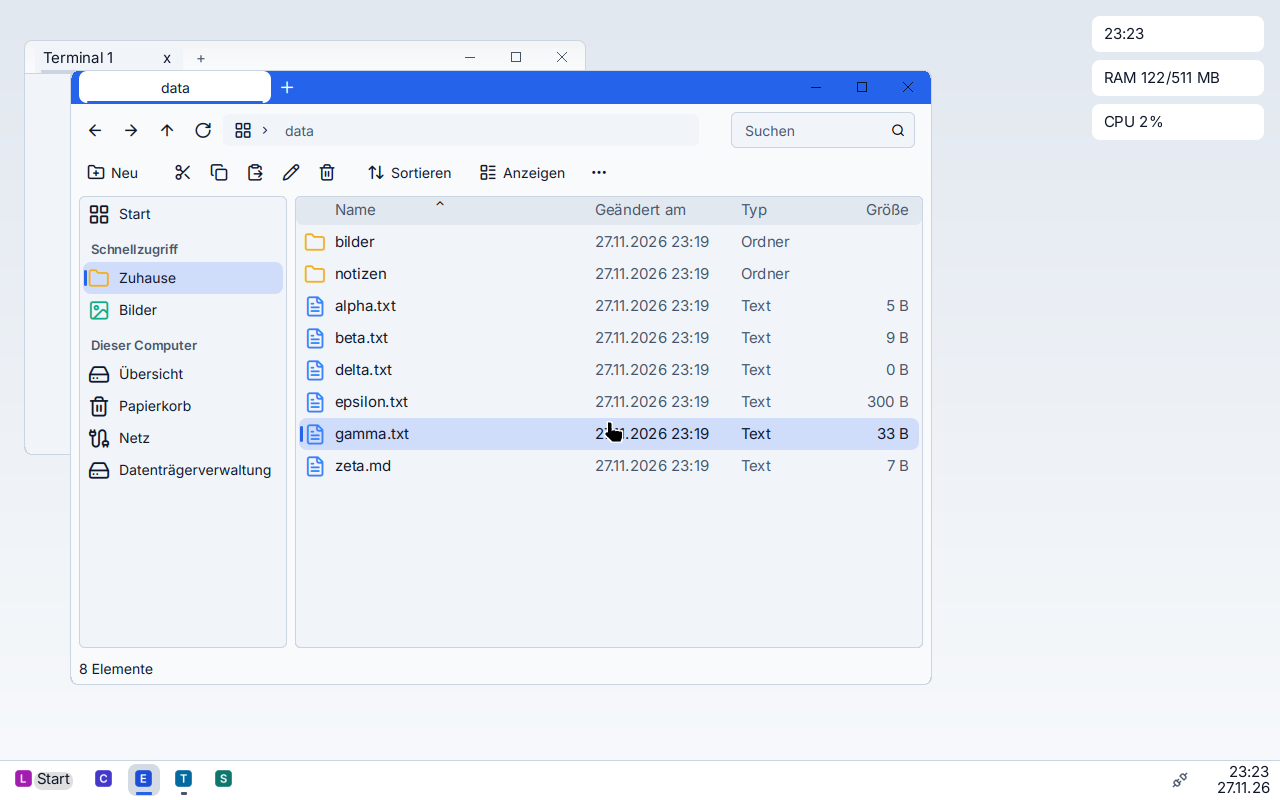 23:23
Terminal 1 x +
RAM 122/511 MB
data
CPU 2%
data
Suchen
Neu
Sortieren
Anzeigen
Start
Name
Geändert am
Typ
Größe
Schnellzugriff
Zuhause
Bilder
Dieser Computer
Übersicht
Papierkorb
Netz
Datenträgerverwaltung
bilder 27.11.2026 23:19 Ordner
notizen 27.11.2026 23:19 Ordner
alpha.txt 27.11.2026 23:19 Text 5 B
beta.txt 27.11.2026 23:19 Text 9 B
delta.txt 27.11.2026 23:19 Text 0 B
epsilon.txt 27.11.2026 23:19 Text 300 B
gamma.txt 27.11.2026 23:19 Text 33 B
zeta.md 27.11.2026 23:19 Text 7 B
8 Elemente
L Start C E T S
23:23
27.11.26